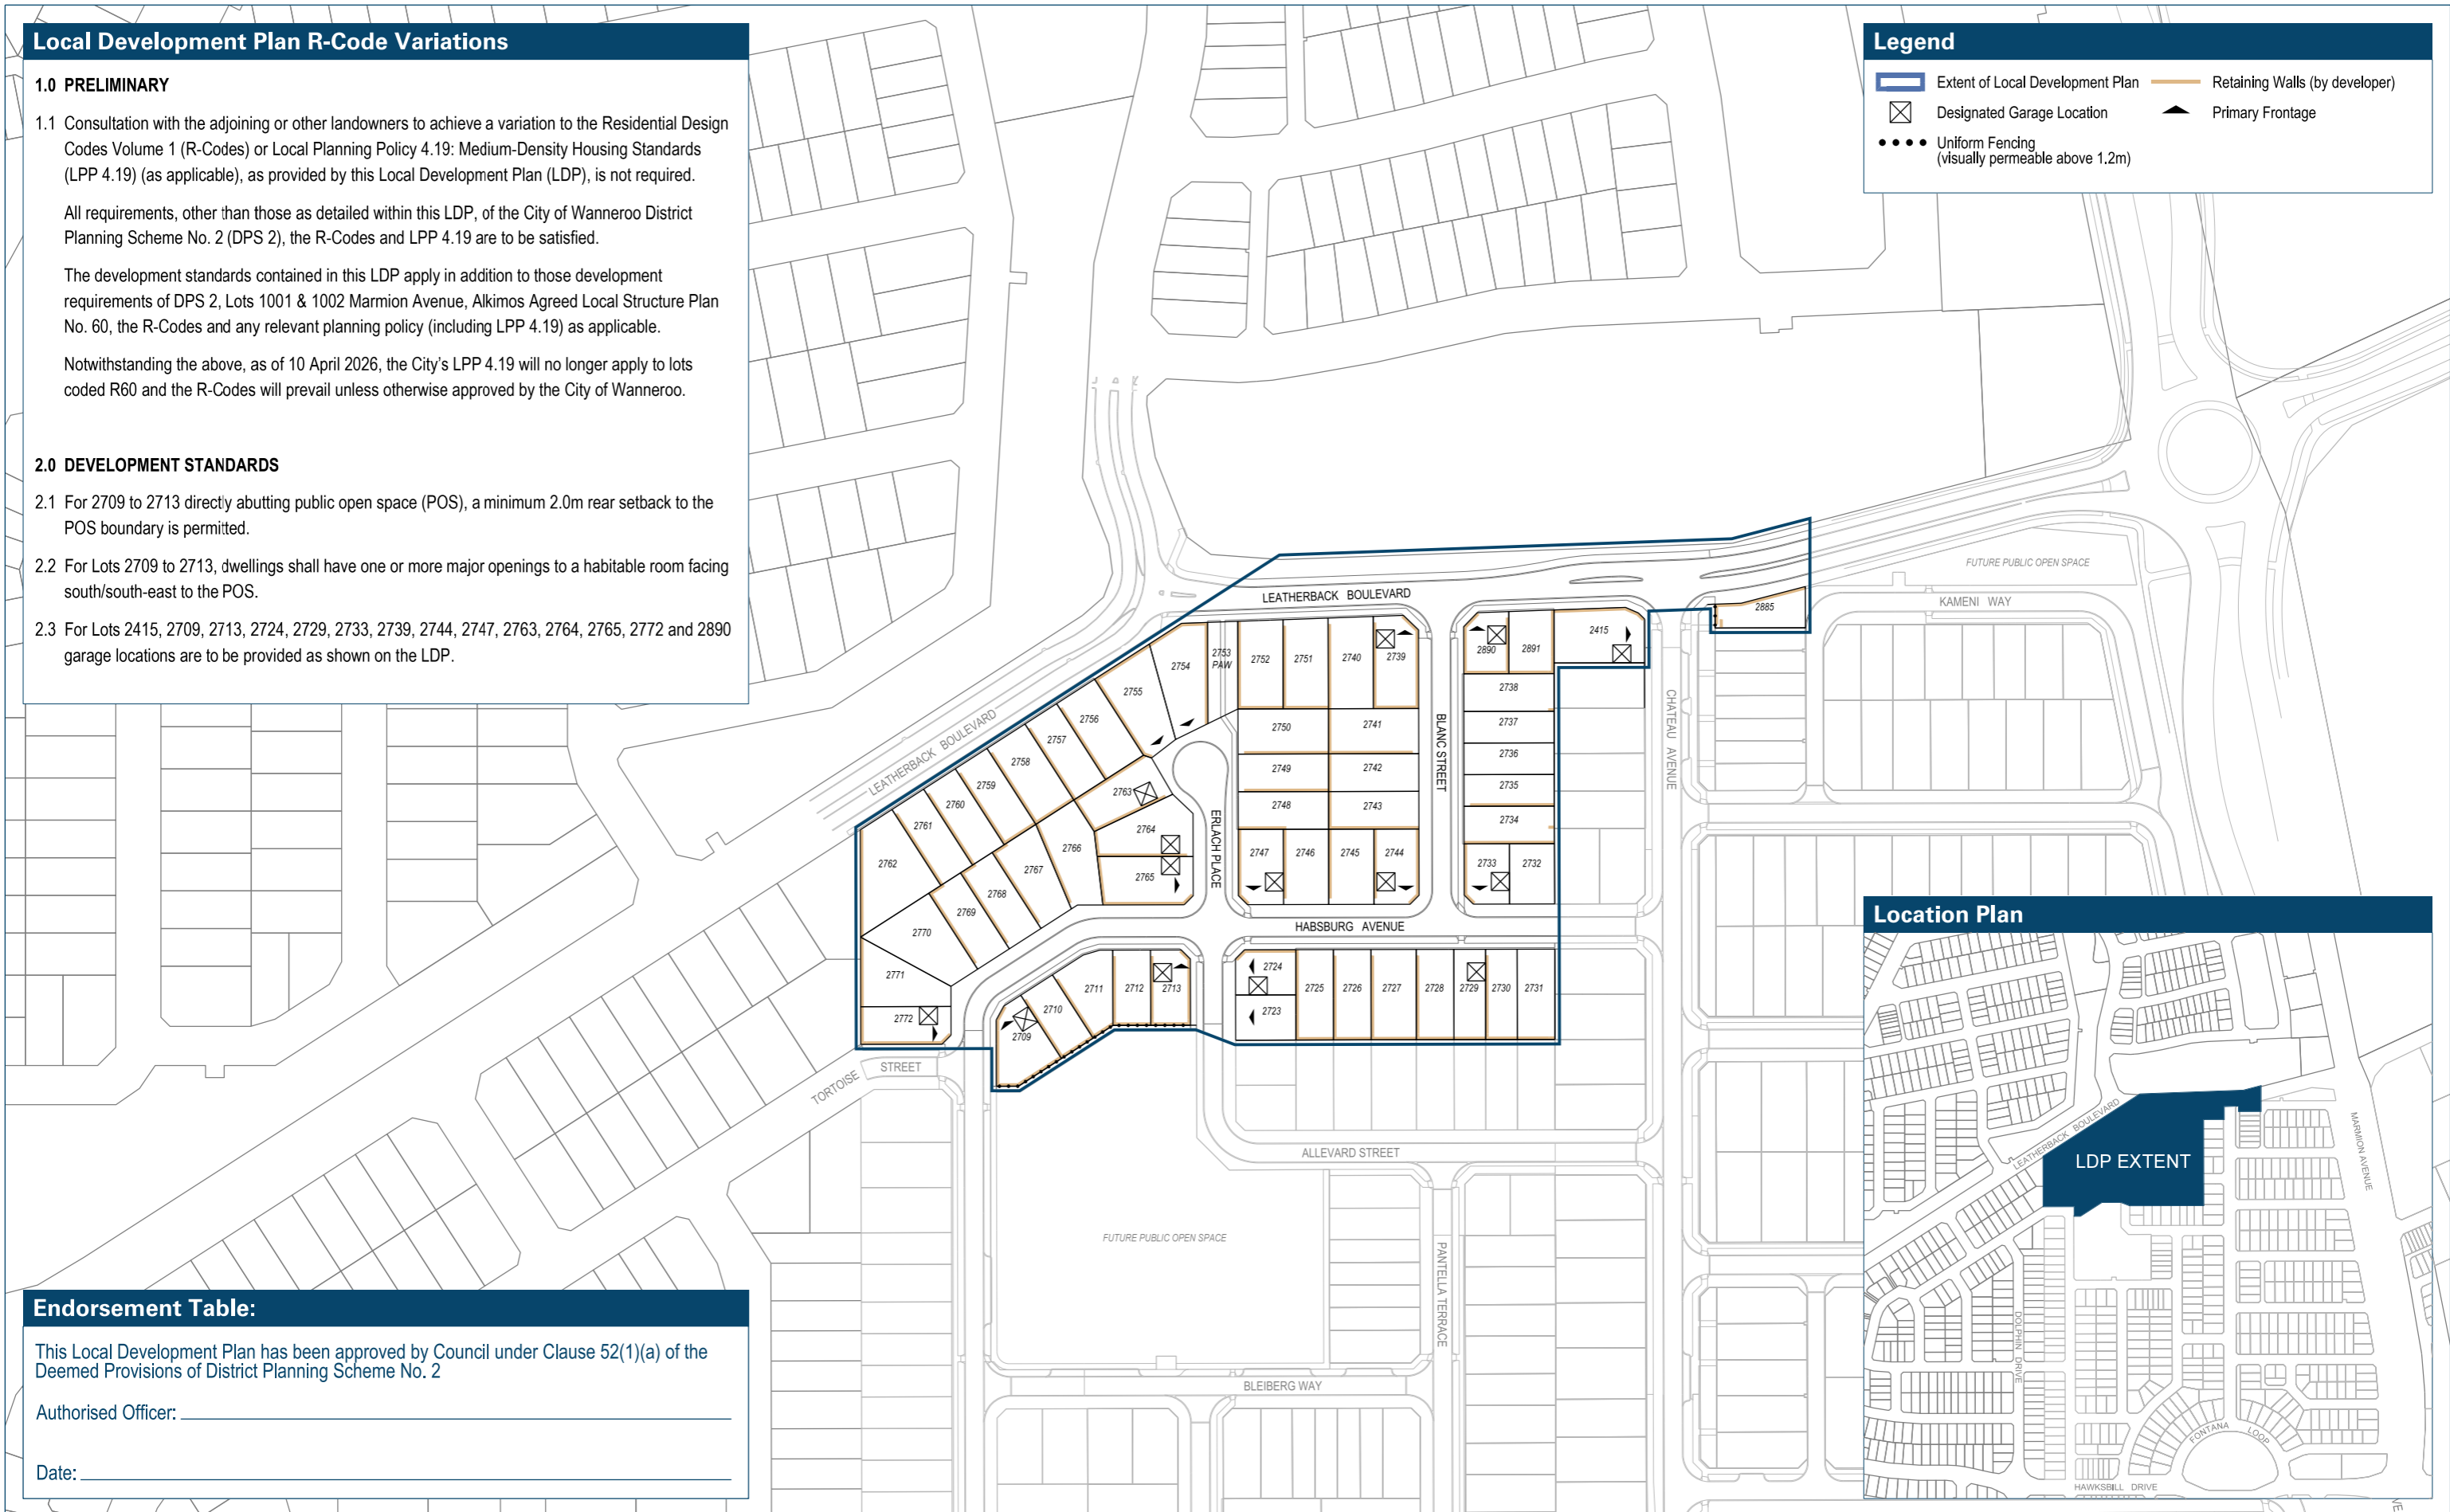 Local Development Plan R-Code Variations
1.0 PRELIMINARY
1.1 Consultation with the adjoining or other landowners to achieve a variation to the Residential Design
Codes Volume 1 (R-Codes) or Local Planning Policy 4.19: Medium-Density Housing Standards
(LPP 4.19) (as applicable), as provided by this Local Development Plan (LDP), is not required.
All requirements, other than those as detailed within this LDP, of the City of Wanneroo District
Planning Scheme No. 2 (DPS 2), the R-Codes and LPP 4.19 are to be satisfied.
The development standards contained in this LDP apply in addition to those development
requirements of DPS 2, Lots 1001 & 1002 Marmion Avenue, Alkimos Agreed Local Structure Plan
No. 60, the R-Codes and any relevant planning policy (including LPP 4.19) as applicable.
Notwithstanding the above, as of 10 April 2026, the City's LPP 4.19 will no longer apply to lots
coded R60 and the R-Codes will prevail unless otherwise approved by the City of Wanneroo.
2.0 DEVELOPMENT STANDARDS
2.1 For 2709 to 2713 directly abutting public open space (POS), a minimum 2.0m rear setback to the
POS boundary is permitted.
2.2 For Lots 2709 to 2713, dwellings shall have one or more major openings to a habitable room facing
south/south-east to the POS.
2.3 For Lots 2415, 2709, 2713, 2724, 2729, 2733, 2739, 2744, 2747, 2763, 2764, 2765, 2772 and 2890
garage locations are to be provided as shown on the LDP.
Legend
Extent of Local Development Plan
Retaining Walls (by developer)
Designated Garage Location
Primary Frontage
Uniform Fencing
(visually permeable above 1.2m)
FUTURE PUBLIC OPEN SPACE
KAMENI WAY
2885
LEATHERBACK BOULEVARD
2415
2890
2891
2753
PAW
2752
2751
2740
2739
2754
2755
2756
2757
2758
2759
2760
2761
2762
LEATHERBACK BOULEVARD
2738
2737
2736
2735
2734
2733
2732
2750
2741
2749
2742
2748
2743
2747
2746
2745
2744
BLANC STREET
CHATEAU AVENUE
ERLACH PLACE
2763
2764
2765
2766
2767
2768
2769
2770
2771
2772
HABSBURG AVENUE
2709
2710
2711
2712
2713
2724
2723
2725
2726
2727
2728
2729
2730
2731
TORTOISE
STREET
ALLEVARD STREET
FUTURE PUBLIC OPEN SPACE
PANTELLA TERRACE
BLEIBERG WAY
Location Plan
LEATHERBACK BOULEVARD
LDP EXTENT
MARMION AVENUE
DOLPHIN DRIVE
FONTANA LOOP
HAWKSBILL DRIVE
Endorsement Table:
This Local Development Plan has been approved by Council under Clause 52(1)(a) of the
Deemed Provisions of District Planning Scheme No. 2
Authorised Officer:
Date: